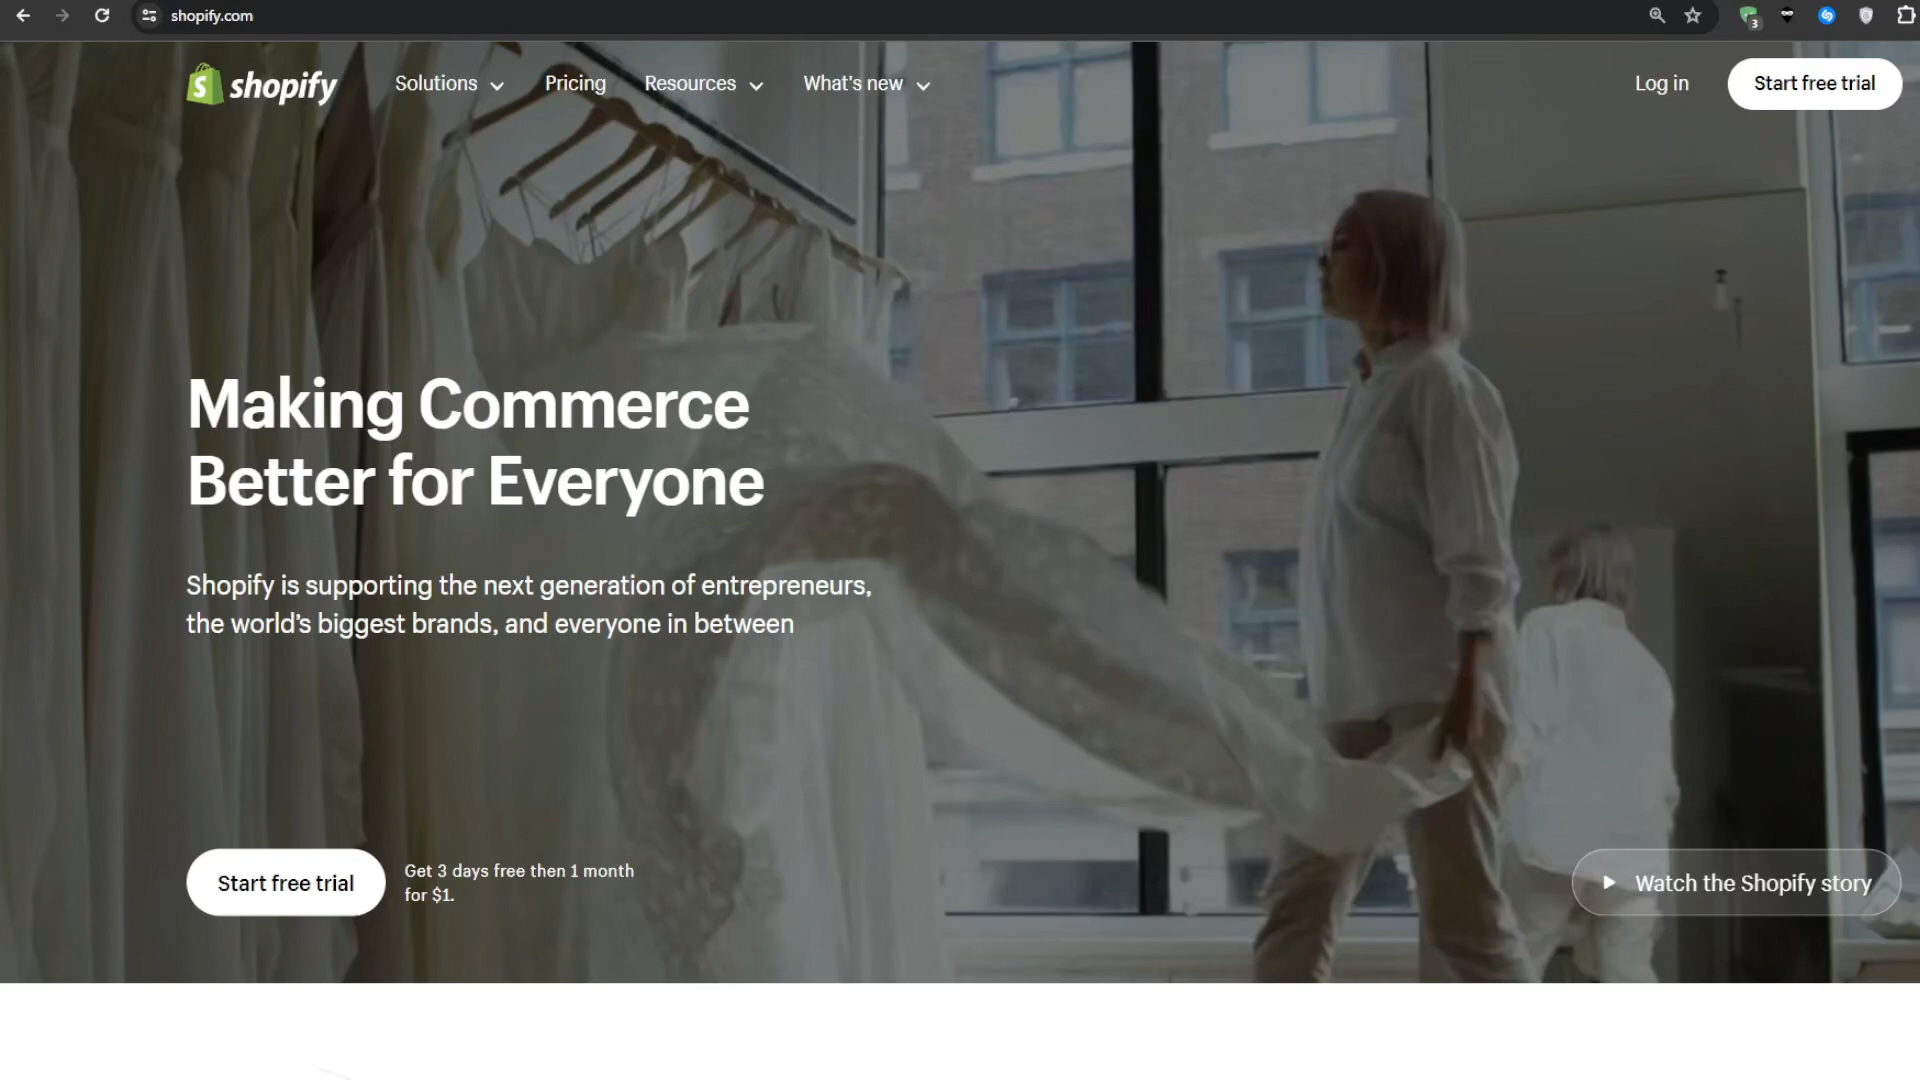 shopify.com
3
shopify
Solutions
Pricing
Resources
What's new
Log in
Start free trial
Making Commerce
Better for Everyone
Shopify is supporting the next generation of entrepreneurs,
the world’s biggest brands, and everyone in between
Start free trial
Get 3 days free then 1 month
for $1.
Watch the Shopify story